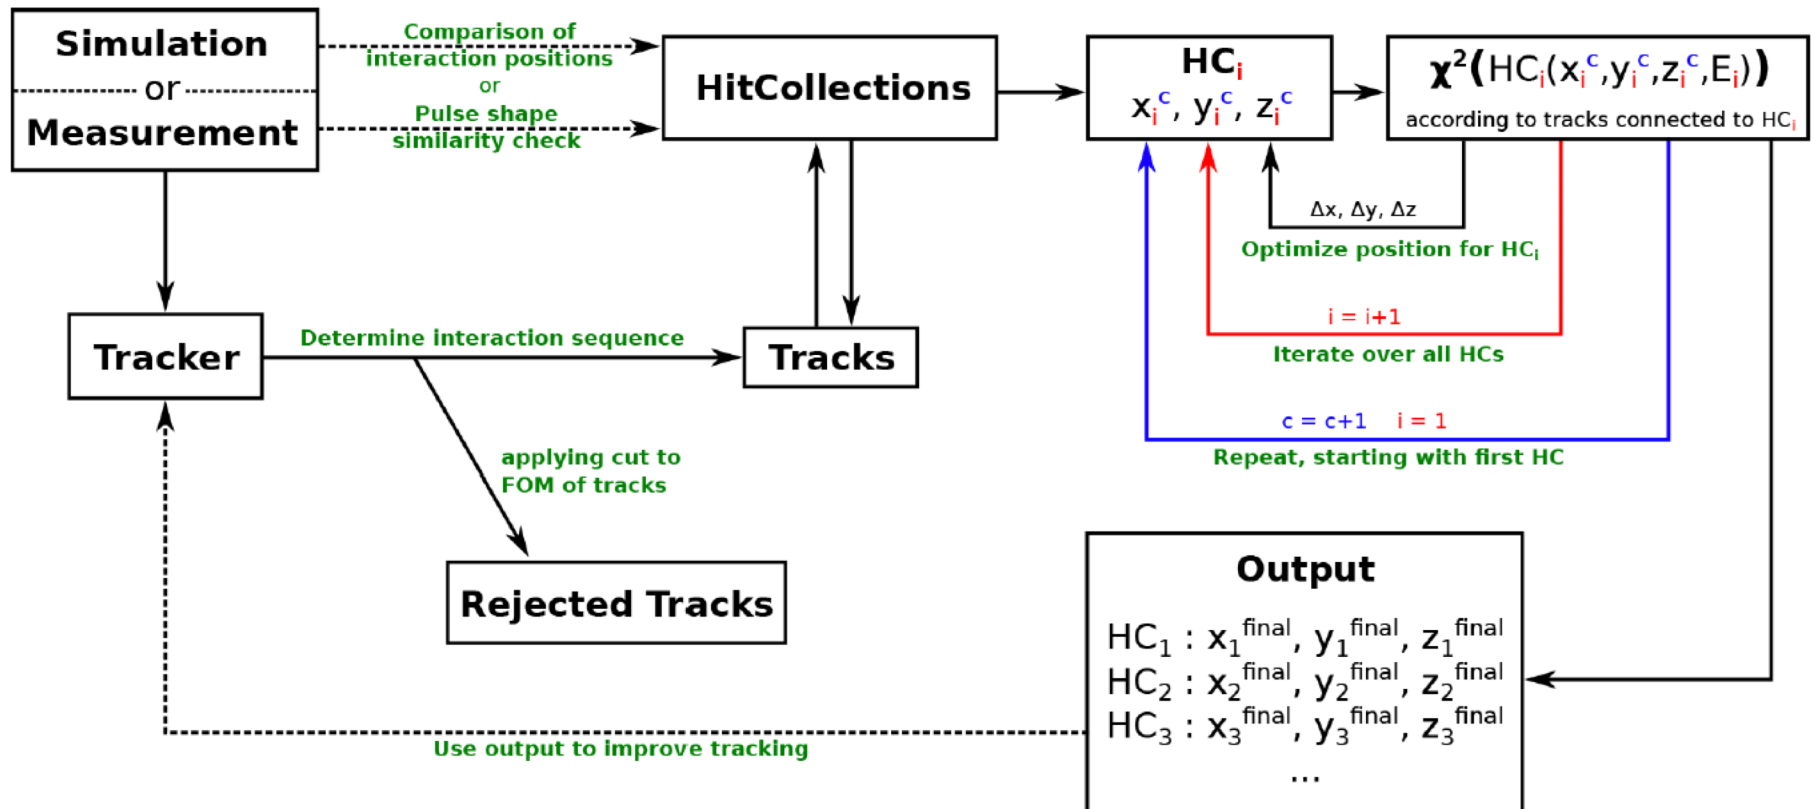 Simulation
or
Measurement
Comparison of
interaction positions
or
Pulse shape
similarity check
HitCollections
HCᵢ
xᵢᶜ, yᵢᶜ, zᵢᶜ
χ²(HCᵢ(xᵢᶜ,yᵢᶜ,zᵢᶜ,Eᵢ))
according to tracks connected to HCᵢ
Δx, Δy, Δz
Optimize position for HCᵢ
i = i+1
Iterate over all HCs
c = c+1 i = 1
Repeat, starting with first HC
Tracker
Determine interaction sequence
Tracks
applying cut to
FOM of tracks
Rejected Tracks
Output
HC₁ : x₁ᶠⁱⁿᵃˡ, y₁ᶠⁱⁿᵃˡ, z₁ᶠⁱⁿᵃˡ
HC₂ : x₂ᶠⁱⁿᵃˡ, y₂ᶠⁱⁿᵃˡ, z₂ᶠⁱⁿᵃˡ
HC₃ : x₃ᶠⁱⁿᵃˡ, y₃ᶠⁱⁿᵃˡ, z₃ᶠⁱⁿᵃˡ
...
Use output to improve tracking